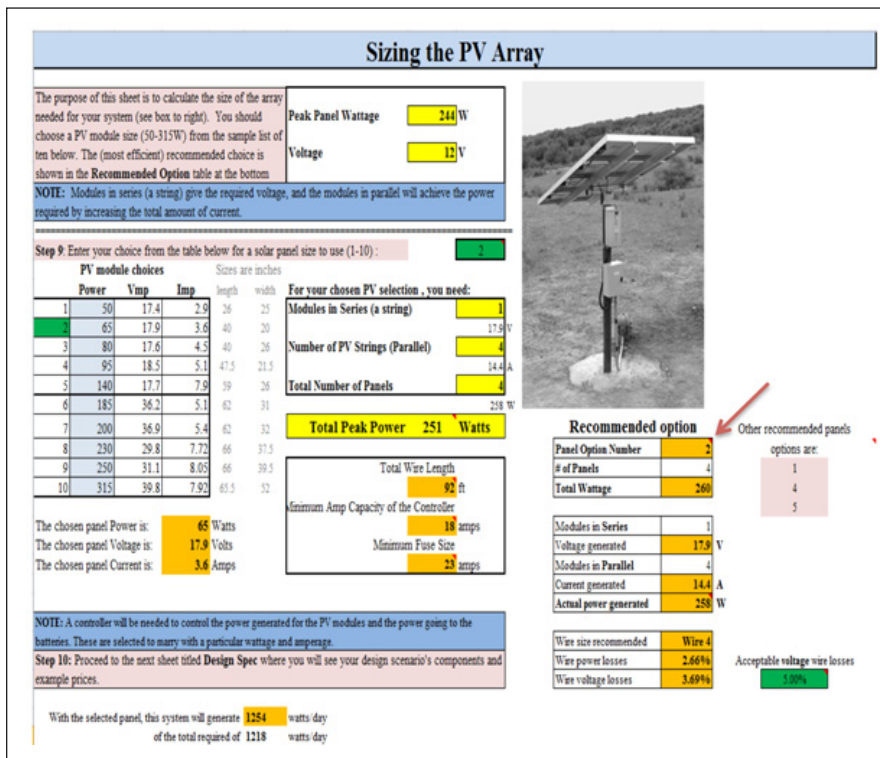 Sizing the PV Array
The purpose of this sheet is to calculate the size of the array
needed for your system (see box to right). You should
choose a PV module size (50-315W) from the sample list of
ten below. The (most efficient) recommended choice is
shown in the Recommended Option table at the bottom
Peak Panel Wattage 244 W
Voltage 12 V
NOTE: Modules in series (a string) give the required voltage, and the modules in parallel will achieve the power
required by increasing the total amount of current.
Step 9: Enter your choice from the table below for a solar panel size to use (1-10) : 2
PV module choices Sizes are inches
Power Vmp Imp length width
1 50 17.4 2.9 26 25
2 65 17.9 3.6 40 20
3 80 17.6 4.5 40 26
4 95 18.5 5.1 47.5 21.5
5 140 17.7 7.9 59 26
6 185 36.2 5.1 62 31
7 200 36.9 5.4 62 32
8 230 29.8 7.72 66 37.5
9 250 31.1 8.05 66 39.5
10 315 39.8 7.92 65.5 52
For your chosen PV selection , you need:
Modules in Series (a string) 1
17.9 V
Number of PV Strings (Parallel) 4
14.4 A
Total Number of Panels 4
258 W
Total Peak Power 251 Watts
Total Wire Length
92 ft
Minimum Amp Capacity of the Controller
18 amps
Minimum Fuse Size
23 amps
The chosen panel Power is: 65 Watts
The chosen panel Voltage is: 17.9 Volts
The chosen panel Current is: 3.6 Amps
Recommended option
Panel Option Number 2
# of Panels 4
Total Wattage 260
Other recommended panels
options are:
1
4
5
Modules in Series 1
Voltage generated 17.9 V
Modules in Parallel 4
Current generated 14.4 A
Actual power generated 258 W
Wire size recommended Wire 4
Wire power losses 2.66%
Wire voltage losses 3.69%
Acceptable voltage wire losses
5.00%
NOTE: A controller will be needed to control the power generated for the PV modules and the power going to the
batteries. These are selected to marry with a particular wattage and amperage.
Step 10: Proceed to the next sheet titled Design Spec where you will see your design scenario's components and
example prices.
With the selected panel, this system will generate 1254 watts/day
of the total required of 1218 watts/day